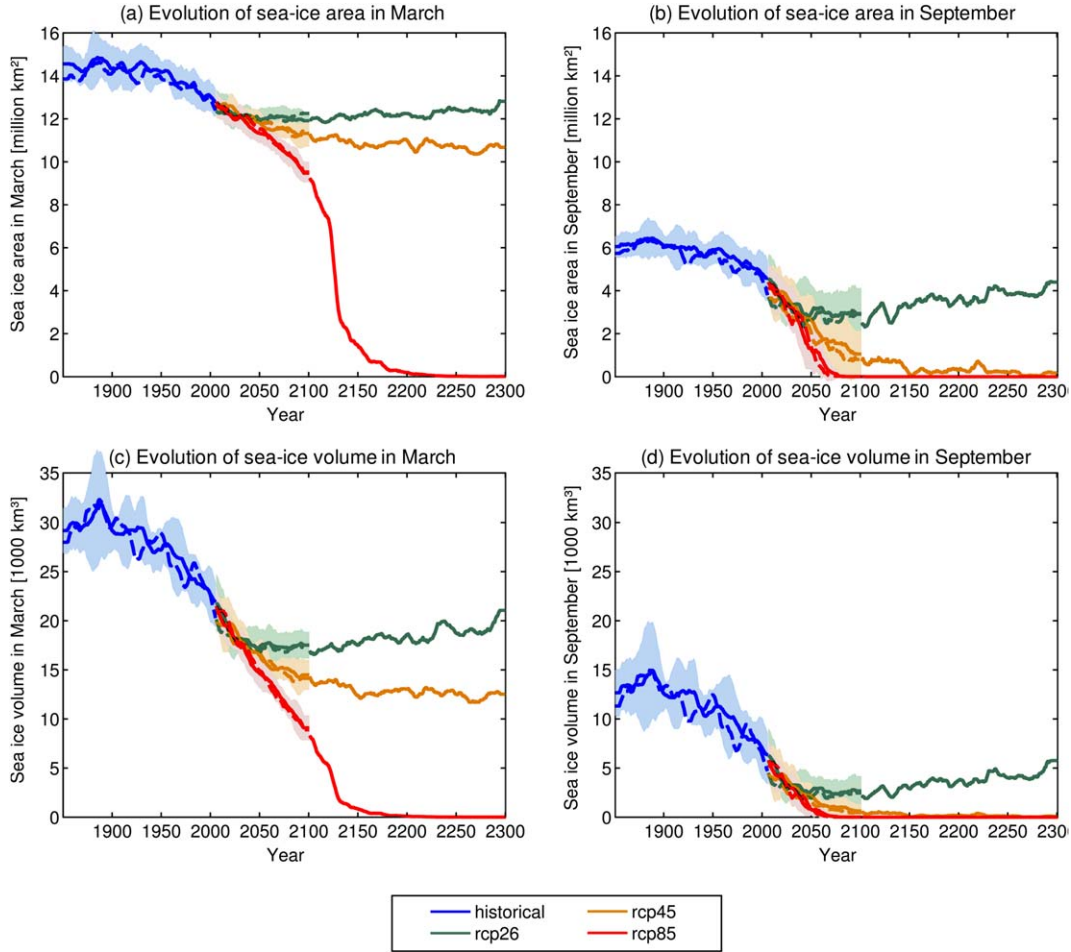 (a) Evolution of sea-ice area in March
Sea ice area in March [million km²]
16
14
12
10
8
6
4
2
0
1900 1950 2000 2050 2100 2150 2200 2250 2300
Year
(b) Evolution of sea-ice area in September
Sea ice area in September [million km²]
16
14
12
10
8
6
4
2
0
1900 1950 2000 2050 2100 2150 2200 2250 2300
Year
(c) Evolution of sea-ice volume in March
Sea ice volume in March [1000 km³]
35
30
25
20
15
10
5
0
1900 1950 2000 2050 2100 2150 2200 2250 2300
Year
(d) Evolution of sea-ice volume in September
Sea ice volume in September [1000 km³]
35
30
25
20
15
10
5
0
1900 1950 2000 2050 2100 2150 2200 2250 2300
Year
historical
rcp26
rcp45
rcp85